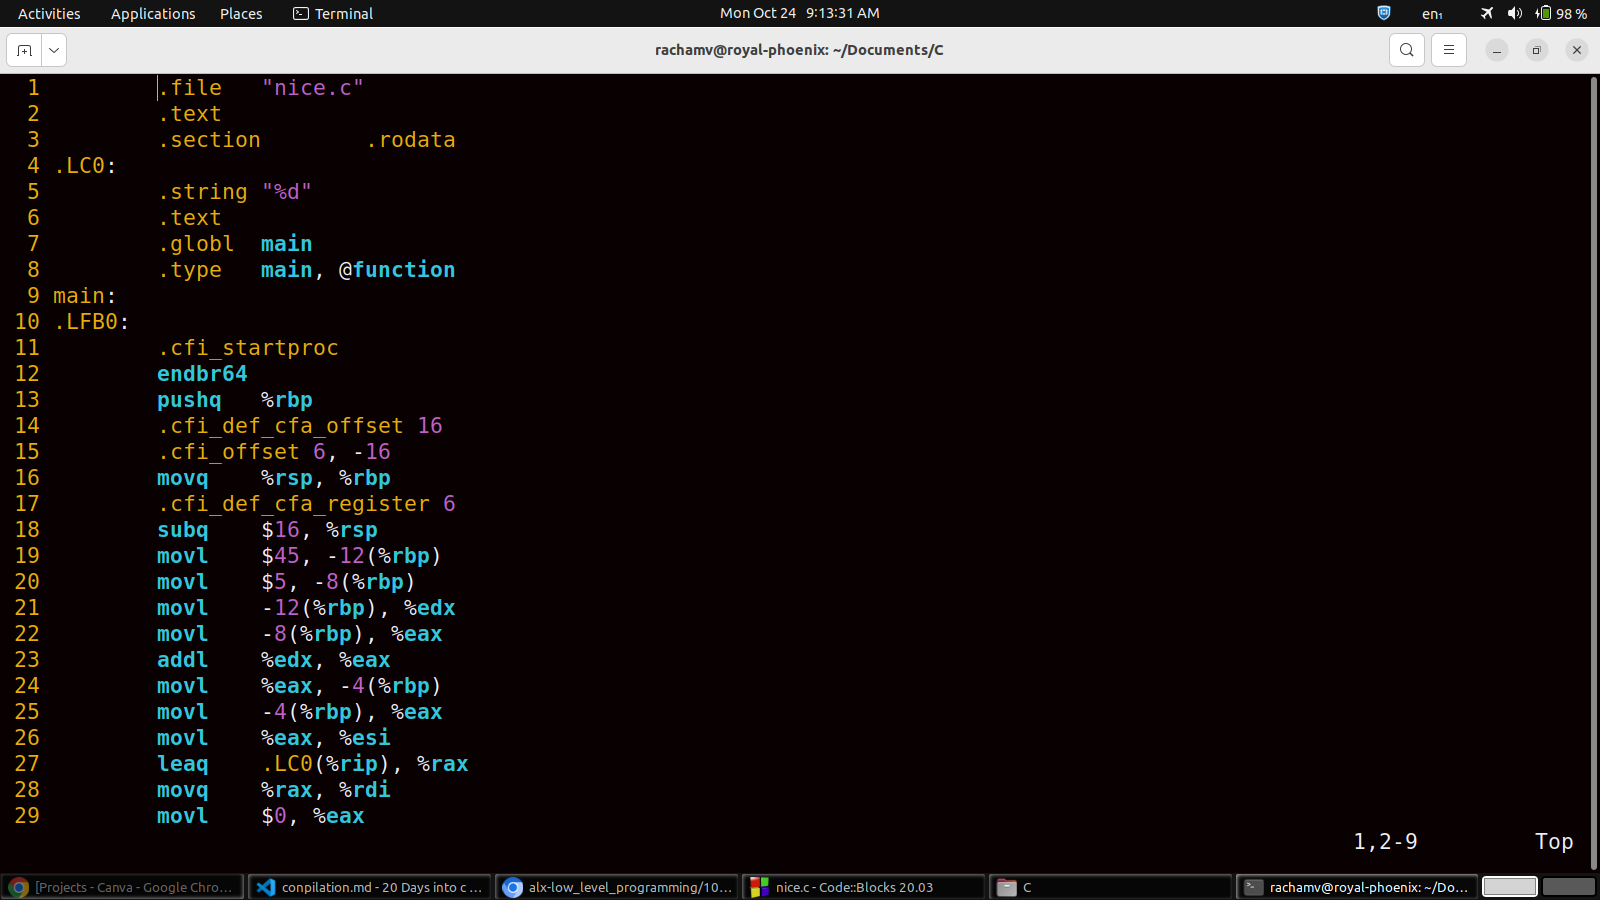 Activities Applications Places Terminal Mon Oct 24 9:13:31 AM en₁ 98 %
rachamv@royal-phoenix: ~/Documents/C
1 .file "nice.c"
2 .text
3 .section .rodata
4 .LC0:
5 .string "%d"
6 .text
7 .globl main
8 .type main, @function
9 main:
10 .LFB0:
11 .cfi_startproc
12 endbr64
13 pushq %rbp
14 .cfi_def_cfa_offset 16
15 .cfi_offset 6, -16
16 movq %rsp, %rbp
17 .cfi_def_cfa_register 6
18 subq $16, %rsp
19 movl $45, -12(%rbp)
20 movl $5, -8(%rbp)
21 movl -12(%rbp), %edx
22 movl -8(%rbp), %eax
23 addl %edx, %eax
24 movl %eax, -4(%rbp)
25 movl -4(%rbp), %eax
26 movl %eax, %esi
27 leaq .LC0(%rip), %rax
28 movq %rax, %rdi
29 movl $0, %eax
1,2-9 Top
[Projects - Canva - Google Chro... conpilation.md - 20 Days into c ... alx-low_level_programming/10... nice.c - Code::Blocks 20.03 C rachamv@royal-phoenix: ~/Do...